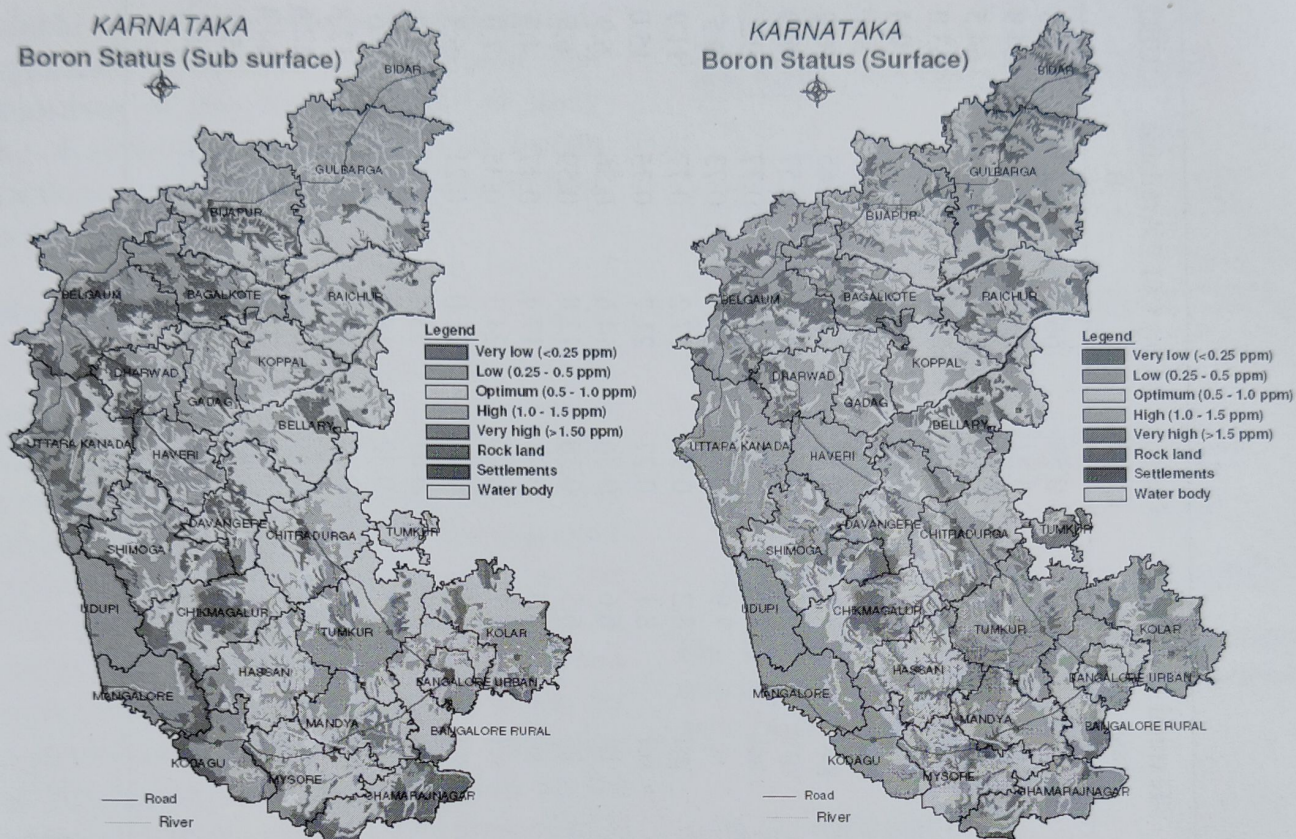 KARNATAKA
Boron Status (Sub surface)
BIDAR
GULBARGA
BIJAPUR
BELGAUM
BAGALKOTE
RAICHUR
Legend
Very low (<0.25 ppm)
Low (0.25 - 0.5 ppm)
Optimum (0.5 - 1.0 ppm)
High (1.0 - 1.5 ppm)
Very high (>1.50 ppm)
Rock land
Settlements
Water body
KOPPAL
DHARWAD
GADAG
BELLARY
UTTARA KANADA
HAVERI
DAVANGERE
CHITRADURGA
TUMKUR
SHIMOGA
UDUPI
CHIKMAGALUR
TUMKUR
KOLAR
HASSAN
BANGALORE URBAN
MANGALORE
MANDYA
BANGALORE RURAL
KODAGU
MYSORE
CHAMARAJNAGAR
Road
River
KARNATAKA
Boron Status (Surface)
BIDAR
GULBARGA
BIJAPUR
BELGAUM
BAGALKOTE
RAICHUR
Legend
Very low (<0.25 ppm)
Low (0.25 - 0.5 ppm)
Optimum (0.5 - 1.0 ppm)
High (1.0 - 1.5 ppm)
Very high (>1.5 ppm)
Rock land
Settlements
Water body
KOPPAL
DHARWAD
GADAG
BELLARY
UTTARA KANADA
HAVERI
DAVANGERE
CHITRADURGA
TUMKUR
SHIMOGA
UDUPI
CHIKMAGALUR
TUMKUR
KOLAR
HASSAN
BANGALORE URBAN
MANGALORE
MANDYA
BANGALORE RURAL
KODAGU
MYSORE
CHAMARAJNAGAR
Road
River